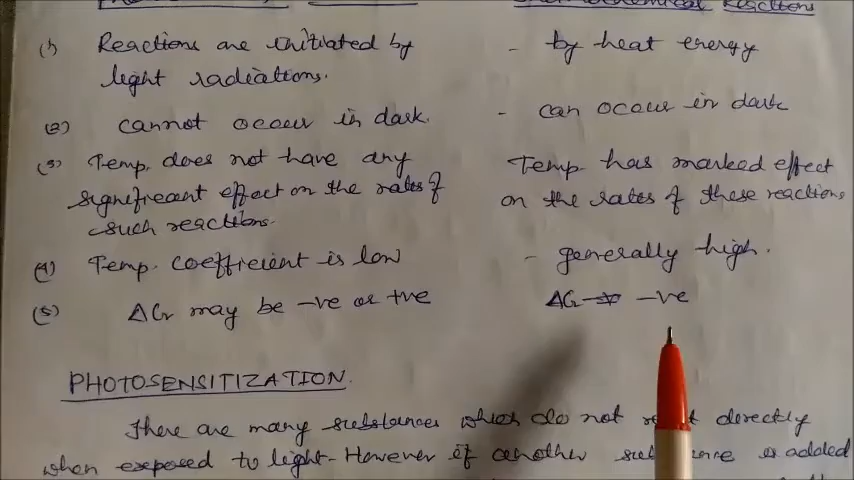 Reactions
(1) Reactions are initiated by - by heat energy
light radiations.
(2) cannot occur in dark. - can occur in dark
(3) Temp. does not have any Temp. has marked effect
significant effect on the rates of on the rates of these reactions
such reactions.
(4) Temp. coefficient is low - generally high.
(5) ΔG may be -ve or +ve ΔG -ve
PHOTOSENSITIZATION.
There are many substances which do not directly
when exposed to light. However if another is added